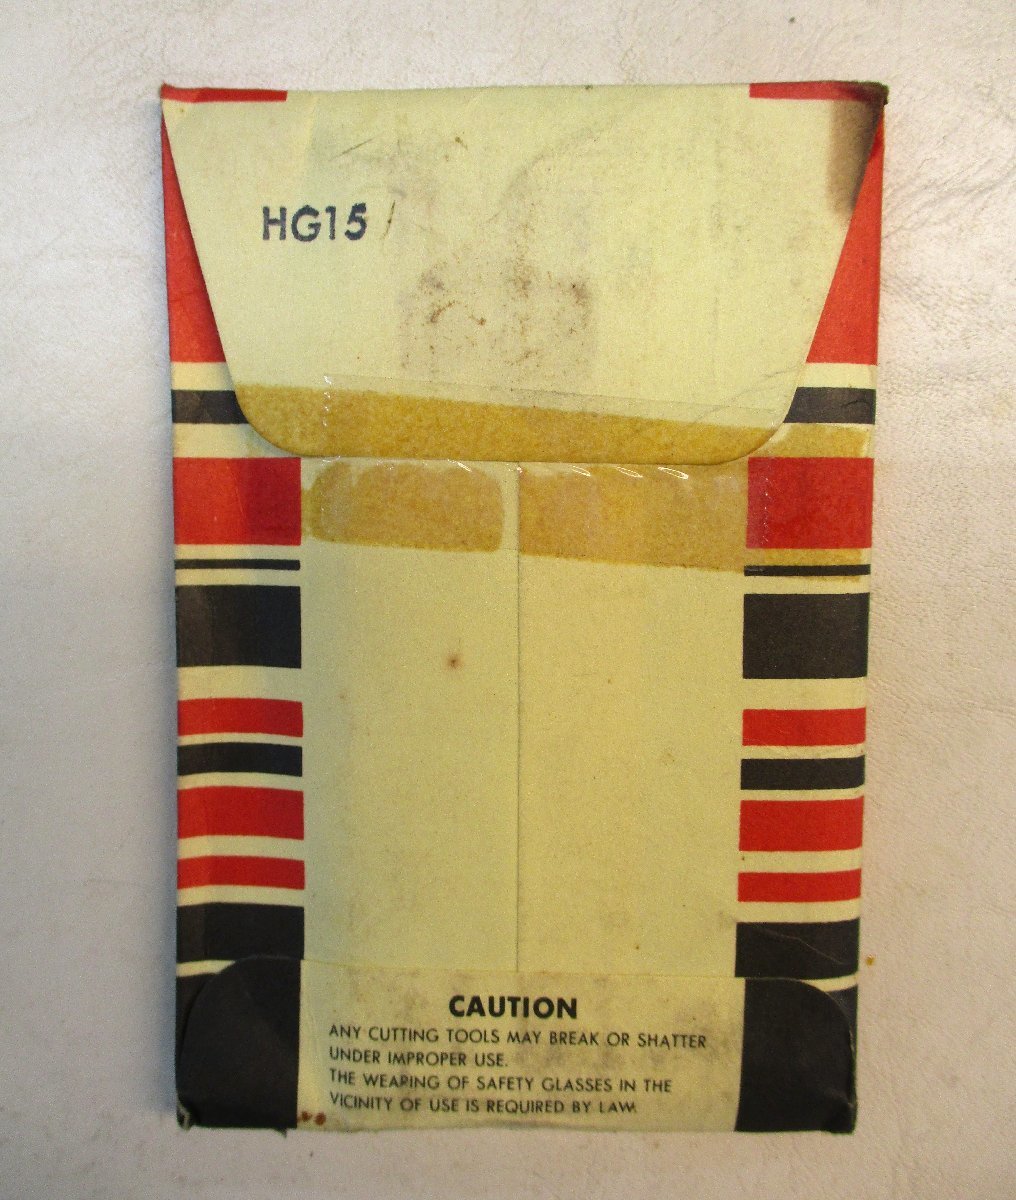 HG15
CAUTION
ANY CUTTING TOOLS MAY BREAK OR SHATTER
UNDER IMPROPER USE.
THE WEARING OF SAFETY GLASSES IN THE
VICINITY OF USE IS REQUIRED BY LAW.